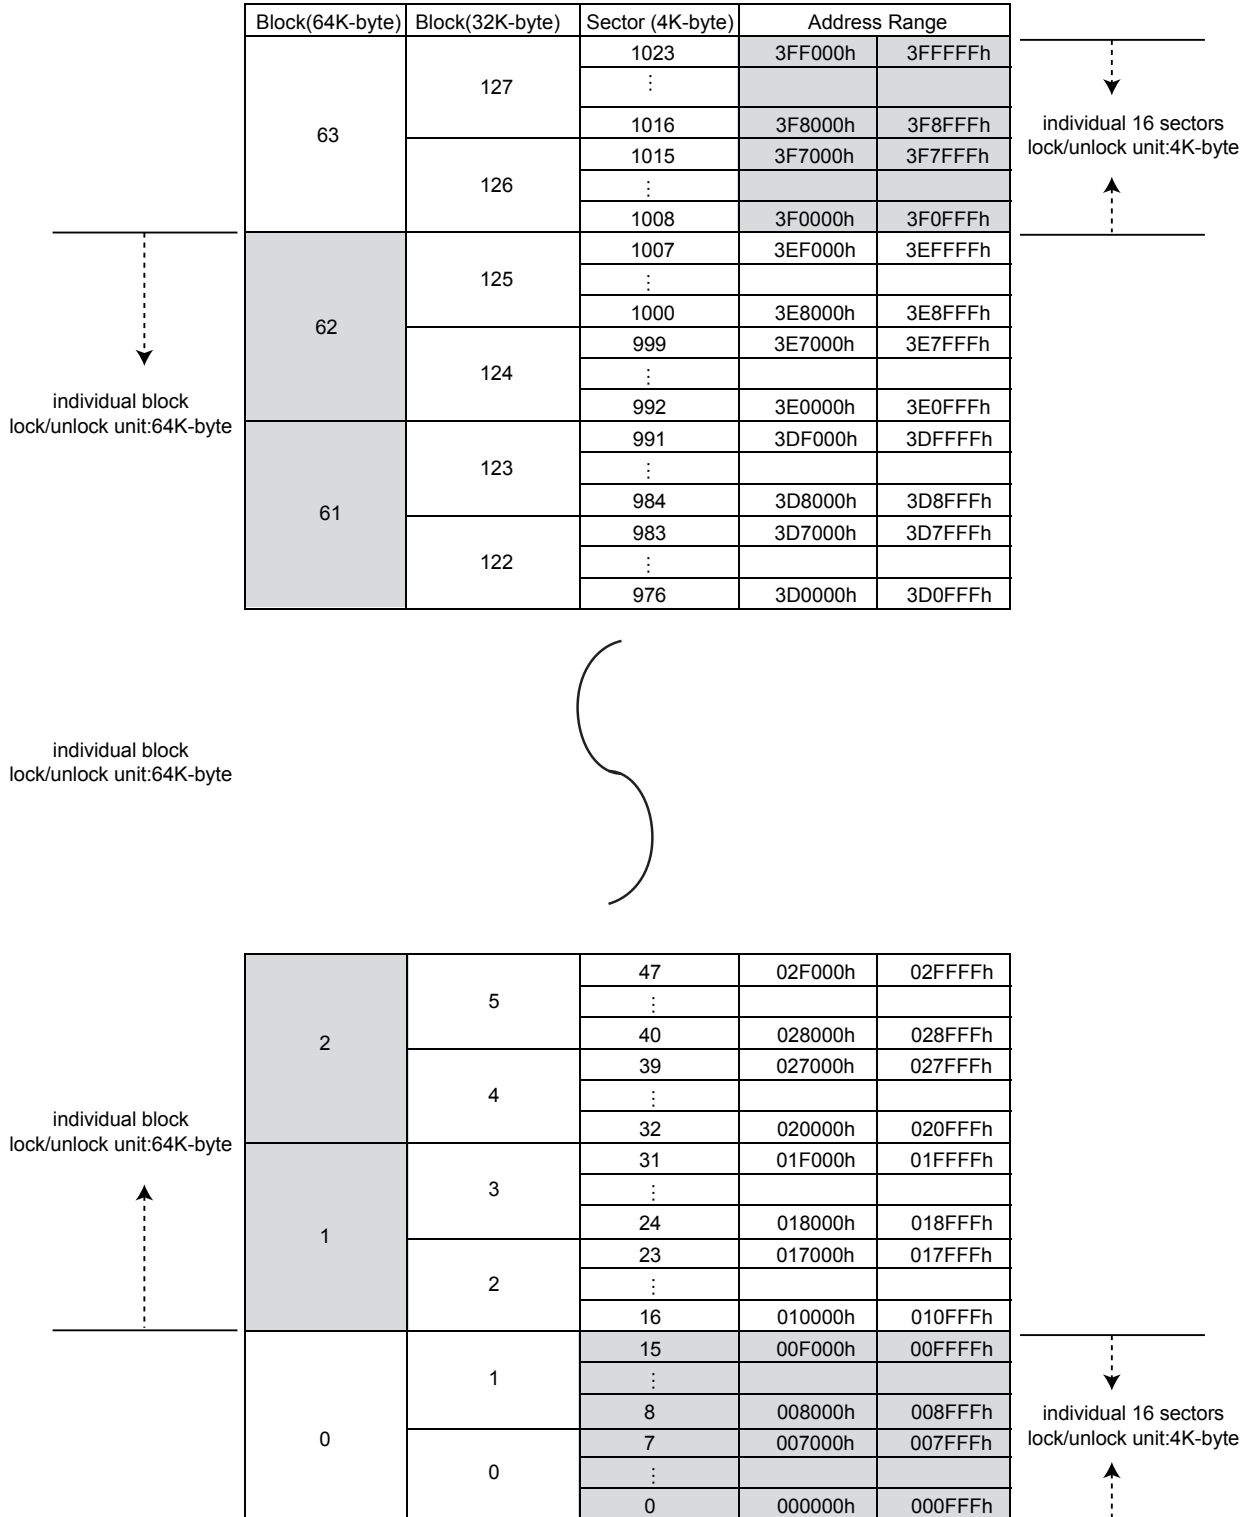 Block(64K-byte) Block(32K-byte) Sector (4K-byte) Address Range
1023 3FF000h 3FFFFFh
127 ⋮
1016 3F8000h 3F8FFFh
63
individual 16 sectors
lock/unlock unit:4K-byte
1015 3F7000h 3F7FFFh
126 ⋮
1008 3F0000h 3F0FFFh
1007 3EF000h 3EFFFFh
125 ⋮
1000 3E8000h 3E8FFFh
62
999 3E7000h 3E7FFFh
124 ⋮
992 3E0000h 3E0FFFh
individual block
lock/unlock unit:64K-byte
991 3DF000h 3DFFFFh
123 ⋮
984 3D8000h 3D8FFFh
61
983 3D7000h 3D7FFFh
122 ⋮
976 3D0000h 3D0FFFh
individual block
lock/unlock unit:64K-byte
47 02F000h 02FFFFh
5 ⋮
40 028000h 028FFFh
2
39 027000h 027FFFh
4 ⋮
32 020000h 020FFFh
individual block
lock/unlock unit:64K-byte
31 01F000h 01FFFFh
3 ⋮
24 018000h 018FFFh
1
23 017000h 017FFFh
2 ⋮
16 010000h 010FFFh
15 00F000h 00FFFFh
1 ⋮
8 008000h 008FFFh
0
individual 16 sectors
lock/unlock unit:4K-byte
7 007000h 007FFFh
0 ⋮
0 000000h 000FFFh